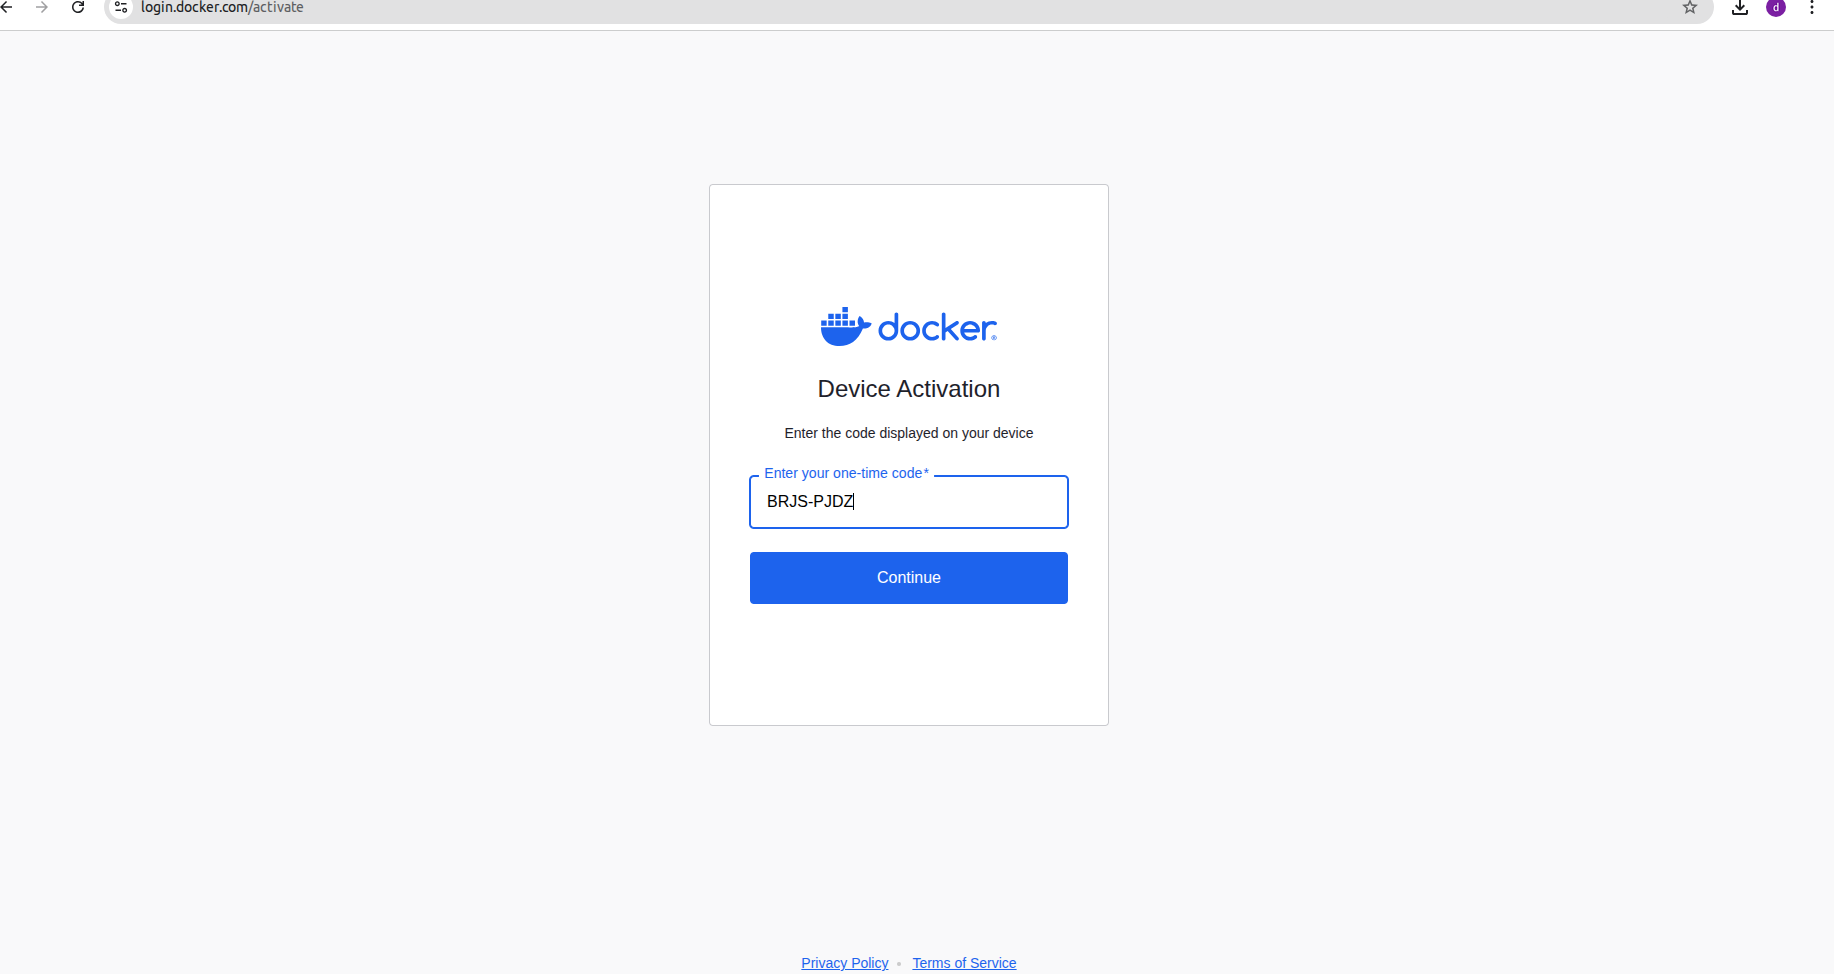 login.docker.com/activate
d
docker®
Device Activation
Enter the code displayed on your device
Enter your one-time code*
BRJS-PJDZ
Continue
Privacy Policy • Terms of Service